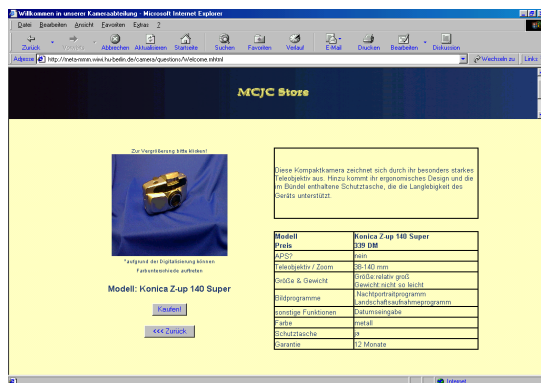 Willkommen in unserer Kameraabteilung - Microsoft Internet Explorer
Datei Bearbeiten Ansicht Favoriten Extras ?
Zurück Abbrechen Aktualisieren Startseite Suchen Favoriten Verlauf E-Mail Drucken Bearbeiten Diskussion
Adresse http://meta-mmm.wiwi.hu-berlin.de/camera/questions/Welcome.mhtml Wechseln zu Links
MCJC Store
Zur Vergrößerung bitte klicken!
*aufgrund der Digitalisierung können
Farbunterschiede auftreten
Modell: Konica Z-up 140 Super
Kaufen!
<<< Zurück
Diese Kompaktkamera zeichnet sich durch ihr besonders starkes
Teleobjektiv aus. Hinzu kommt ihr ergonomisches Design und die
im Bündel enthaltene Schutztasche, die die Langlebigkeit des
Geräts unterstützt.
Modell Konica Z-up 140 Super
Preis 339 DM
APS? nein
Teleobjektiv / Zoom 38-140 mm
Größe & Gewicht Größe:relativ groß
Gewicht:nicht so leicht
Bildprogramme .Nachtportraitprogramm
Landschaftsaufnahmeprogramm
sonstige Funktionen Datumseingabe
Farbe metall
Schutztasche ja
Garantie 12 Monate
Internet